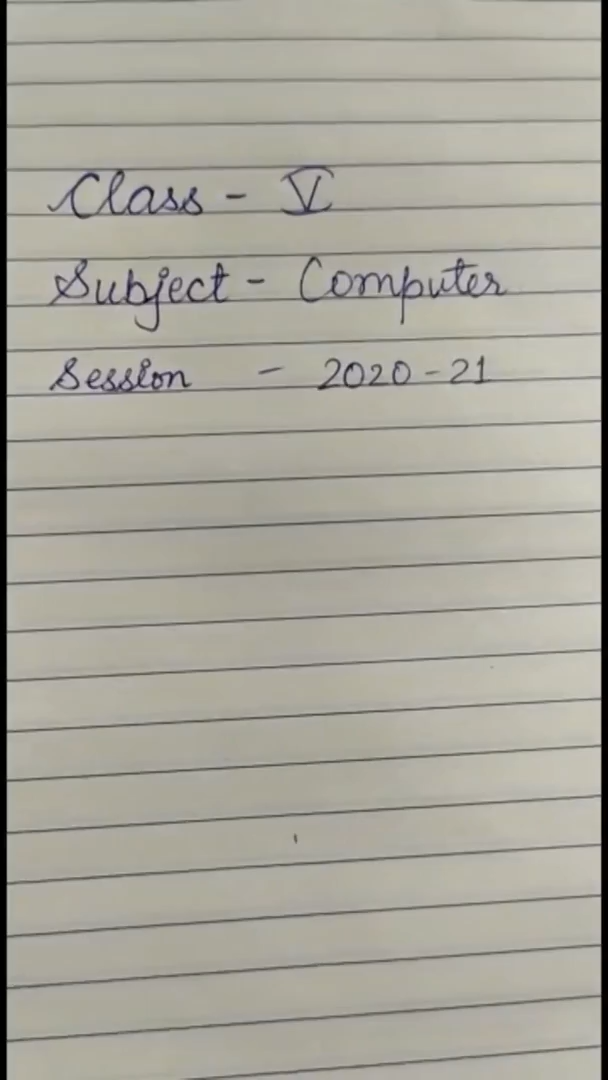 Class - V
Subject - Computer
Session - 2020-21